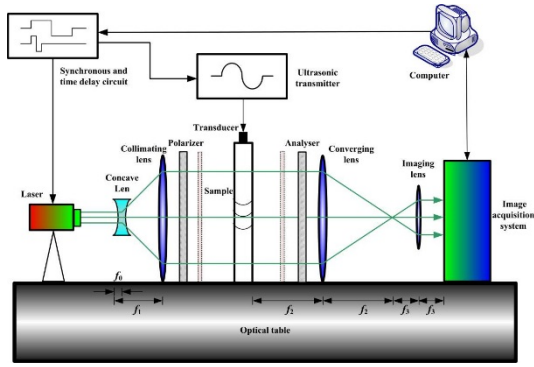 Synchronous and
time delay circuit
Ultrasonic
transmitter
Computer
Transducer
Collimating
lens
Polarizer
Analyser
Converging
lens
Concave
Len
Imaging
lens
Laser
Sample
Image
acquisition
system
f0
f1
f2
f2
f3
f3
Optical table